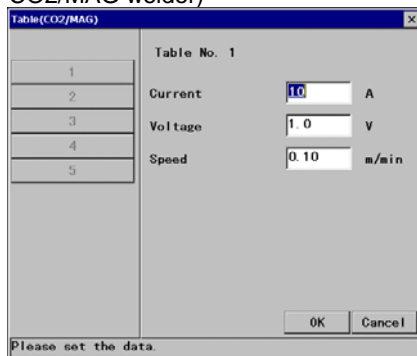 CO2/MAG welder)
Table(CO2/MAG)
Table No. 1
1
2
3
4
5
Current 10 A
Voltage 1.0 V
Speed 0.10 m/min
OK Cancel
Please set the data.